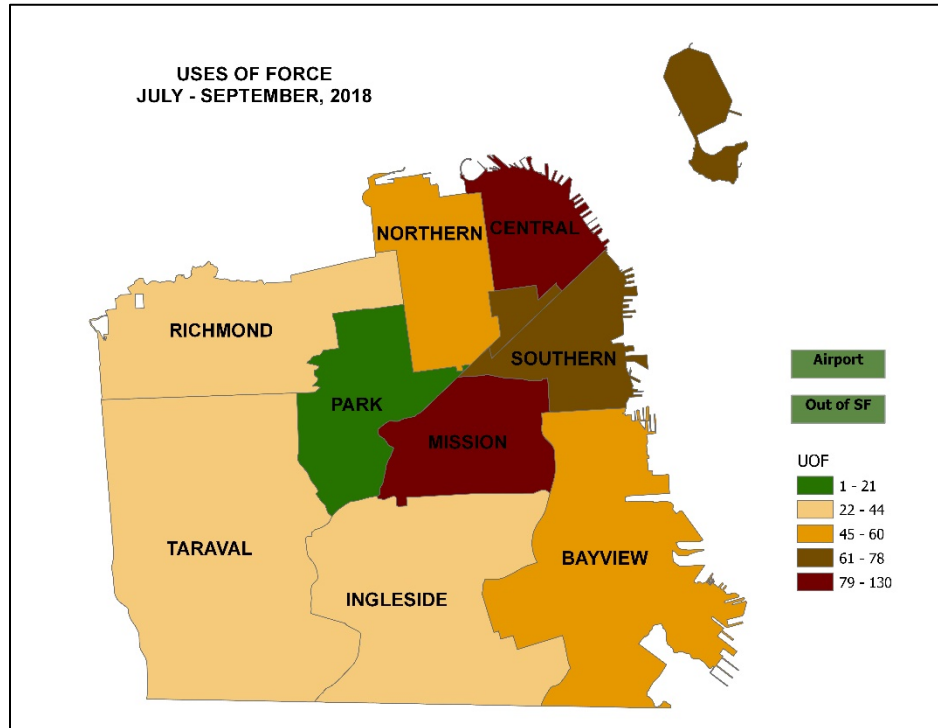 USES OF FORCE
JULY - SEPTEMBER, 2018
NORTHERN
CENTRAL
RICHMOND
SOUTHERN
Airport
PARK
Out of SF
MISSION
UOF
1 - 21
22 - 44
45 - 60
61 - 78
79 - 130
TARAVAL
BAYVIEW
INGLESIDE